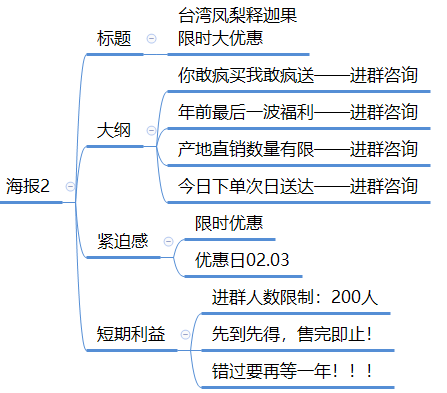 海报2
标题
台湾凤梨释迦果
限时大优惠
大纲
你敢疯买我敢疯送——进群咨询
年前最后一波福利——进群咨询
产地直销数量有限——进群咨询
今日下单次日送达——进群咨询
紧迫感
限时优惠
优惠日02.03
短期利益
进群人数限制：200人
先到先得，售完即止！
错过要再等一年！！！